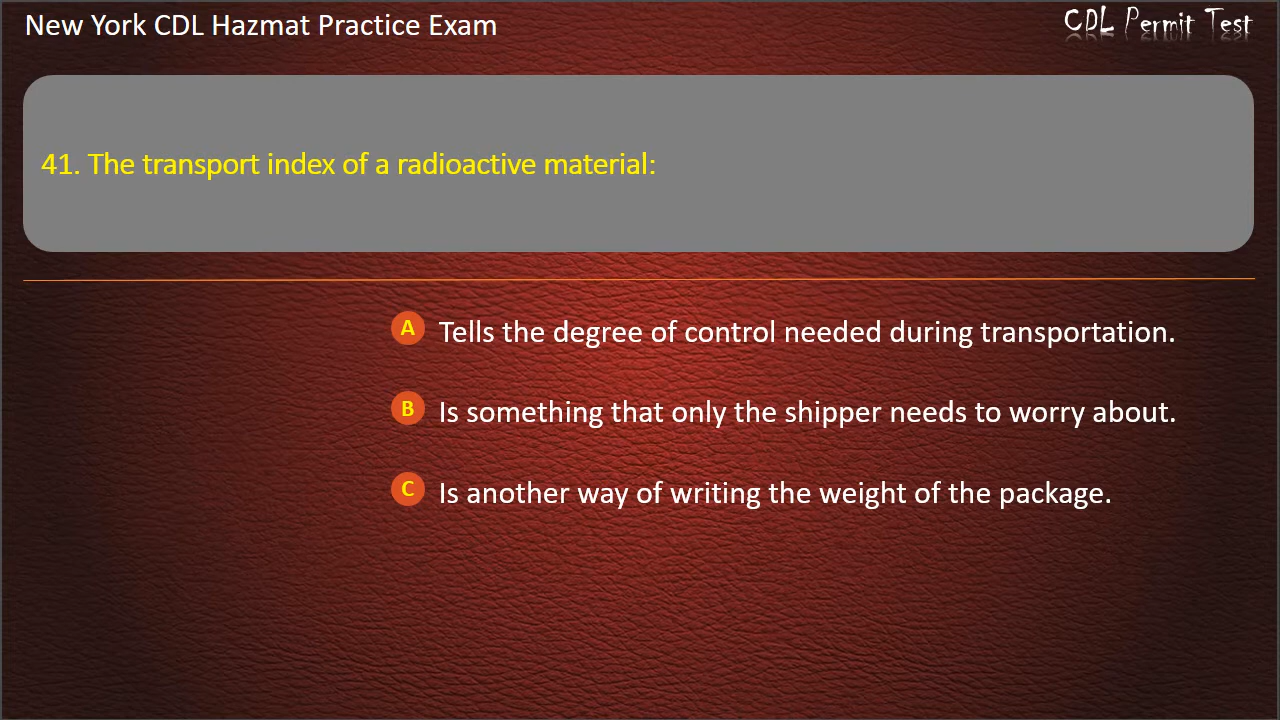 New York CDL Hazmat Practice Exam
CDL Permit Test
41. The transport index of a radioactive material:
A Tells the degree of control needed during transportation.
B Is something that only the shipper needs to worry about.
C Is another way of writing the weight of the package.